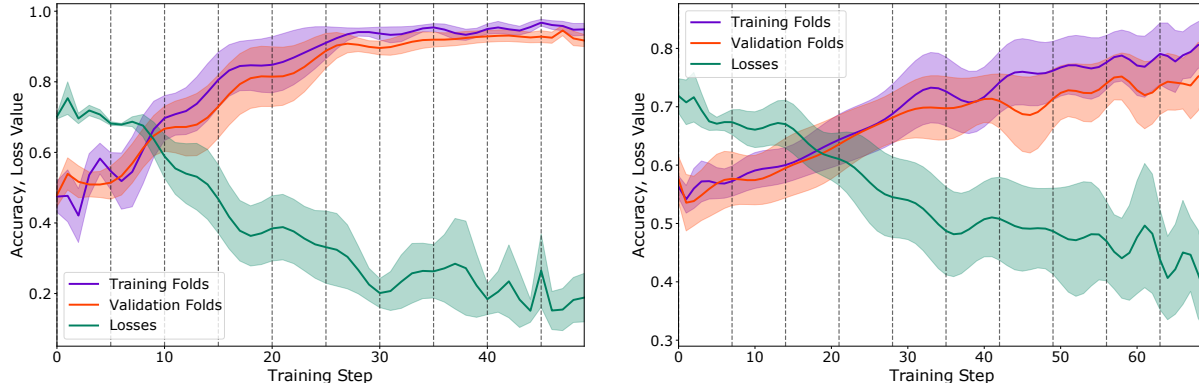 1.0
0.8
0.6
0.4
0.2
Accuracy, Loss Value
Training Folds
Validation Folds
Losses
0
10
20
30
40
Training Step
0.8
0.7
0.6
0.5
0.4
0.3
Accuracy, Loss Value
Training Folds
Validation Folds
Losses
0
10
20
30
40
50
60
Training Step